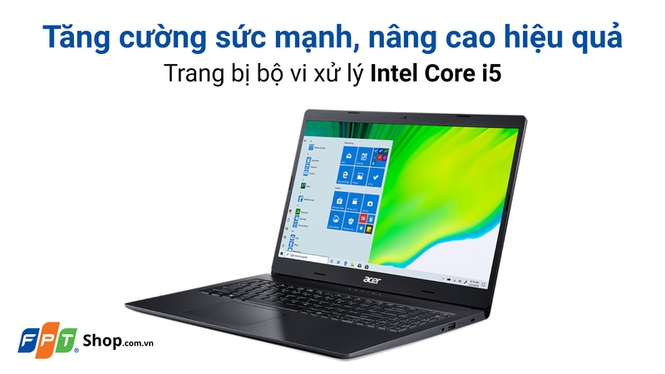 Tăng cường sức mạnh, nâng cao hiệu quả
Trang bị bộ vi xử lý Intel Core i5
acer
FPT Shop.com.vn